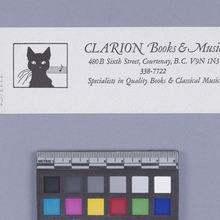 CLARION Books & Music
480B Sixth Street, Courtenay, B.C. V9N 1N3
338-7722
Specialists in Quality Books & Classical Music